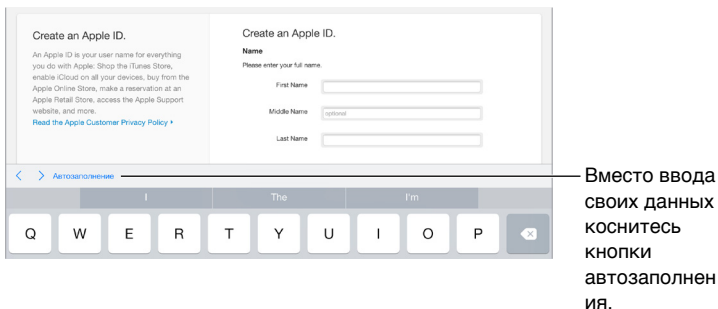 Create an Apple ID.
An Apple ID is your user name for everything
you do with Apple: Shop the iTunes Store,
enable iCloud on all your devices, buy from the
Apple Online Store, make a reservation at an
Apple Retail Store, access the Apple Support
website, and more.
Read the Apple Customer Privacy Policy
Create an Apple ID.
Name
Please enter your full name.
First Name
Middle Name optional
Last Name
Автозаполнение
I The I'm
Q W E R T Y U I O P
Вместо ввода
своих данных
коснитесь
кнопки
автозаполнен
ия.